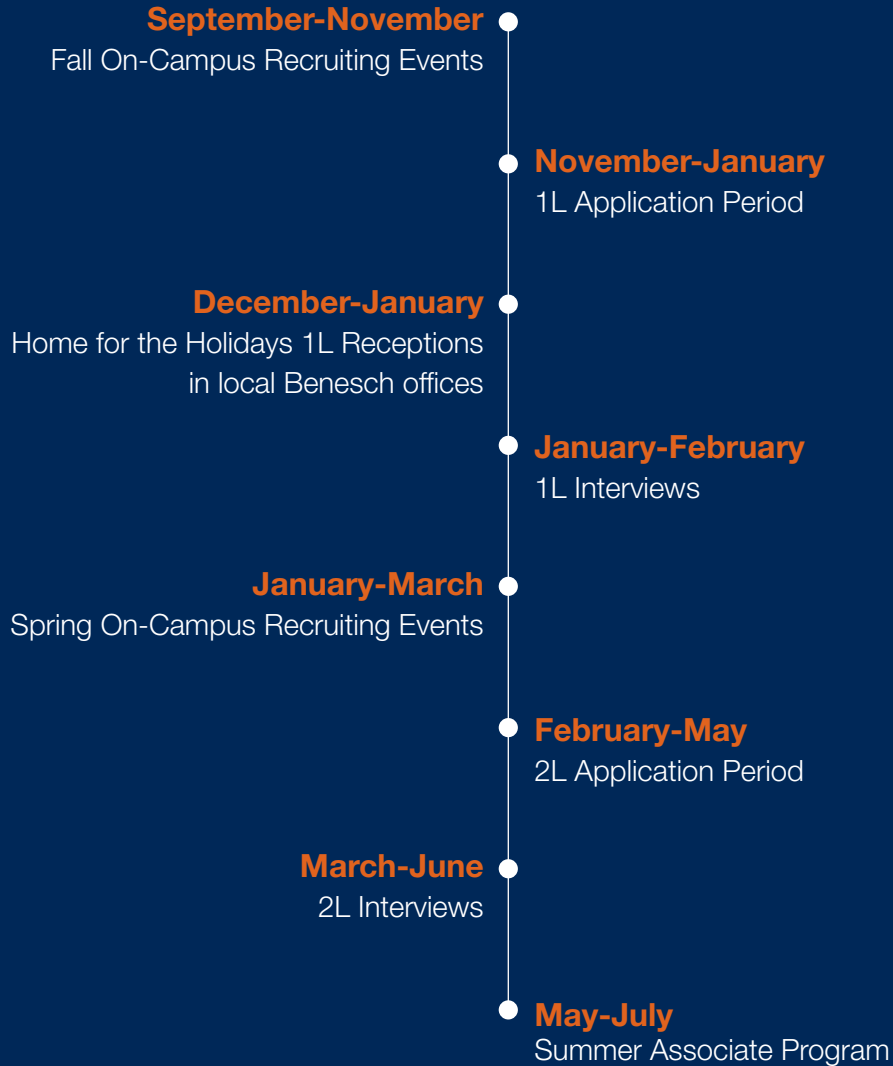 September-November
Fall On-Campus Recruiting Events
November-January
1L Application Period
December-January
Home for the Holidays 1L Receptions
in local Benesch offices
January-February
1L Interviews
January-March
Spring On-Campus Recruiting Events
February-May
2L Application Period
March-June
2L Interviews
May-July
Summer Associate Program